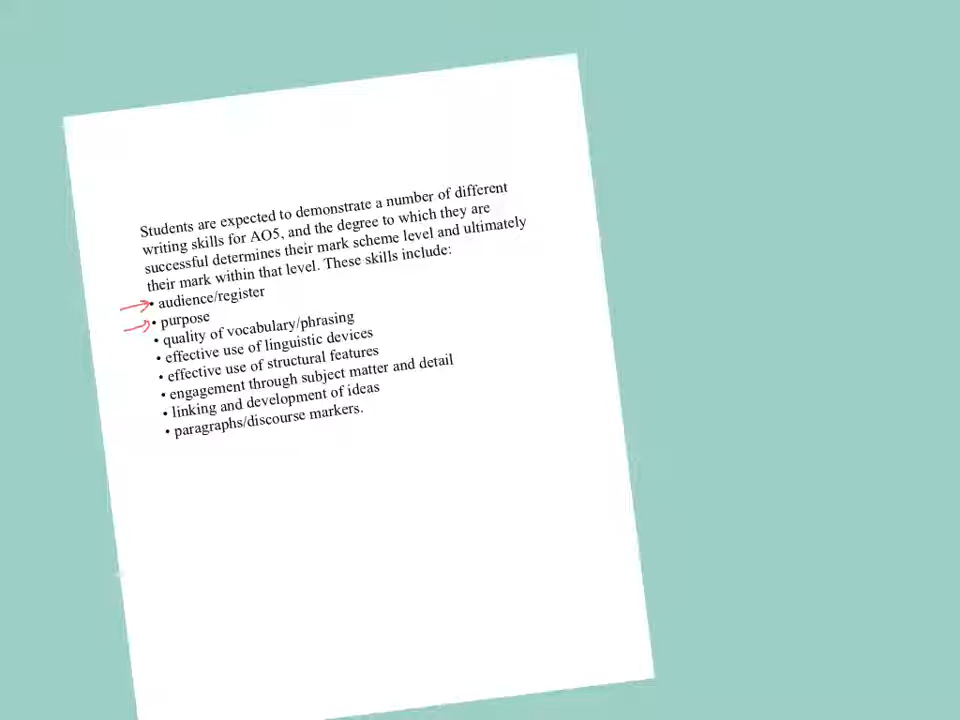 Students are expected to demonstrate a number of different
writing skills for AO5, and the degree to which they are
successful determines their mark scheme level and ultimately
their mark within that level. These skills include:
• audience/register
• purpose
• quality of vocabulary/phrasing
• effective use of linguistic devices
• effective use of structural features
• engagement through subject matter and detail
• linking and development of ideas
• paragraphs/discourse markers.